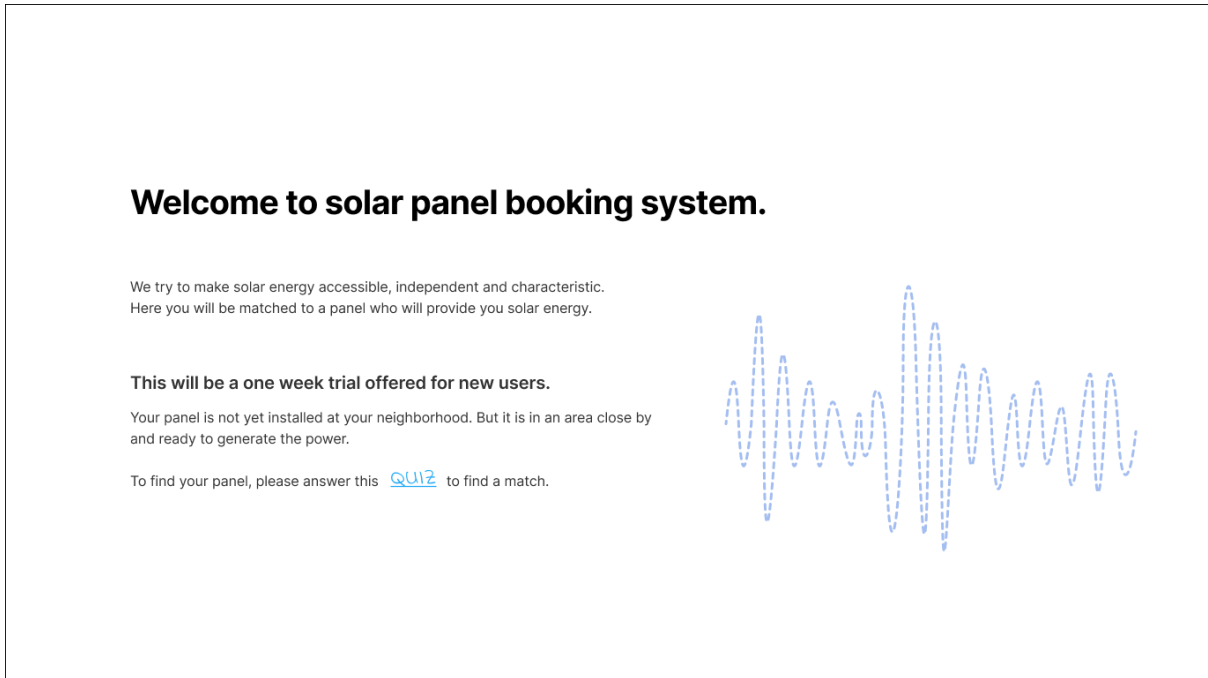 Welcome to solar panel booking system.
We try to make solar energy accessible, independent and characteristic.
Here you will be matched to a panel who will provide you solar energy.
This will be a one week trial offered for new users.
Your panel is not yet installed at your neighborhood. But it is in an area close by
and ready to generate the power.
To find your panel, please answer this QUIZ to find a match.